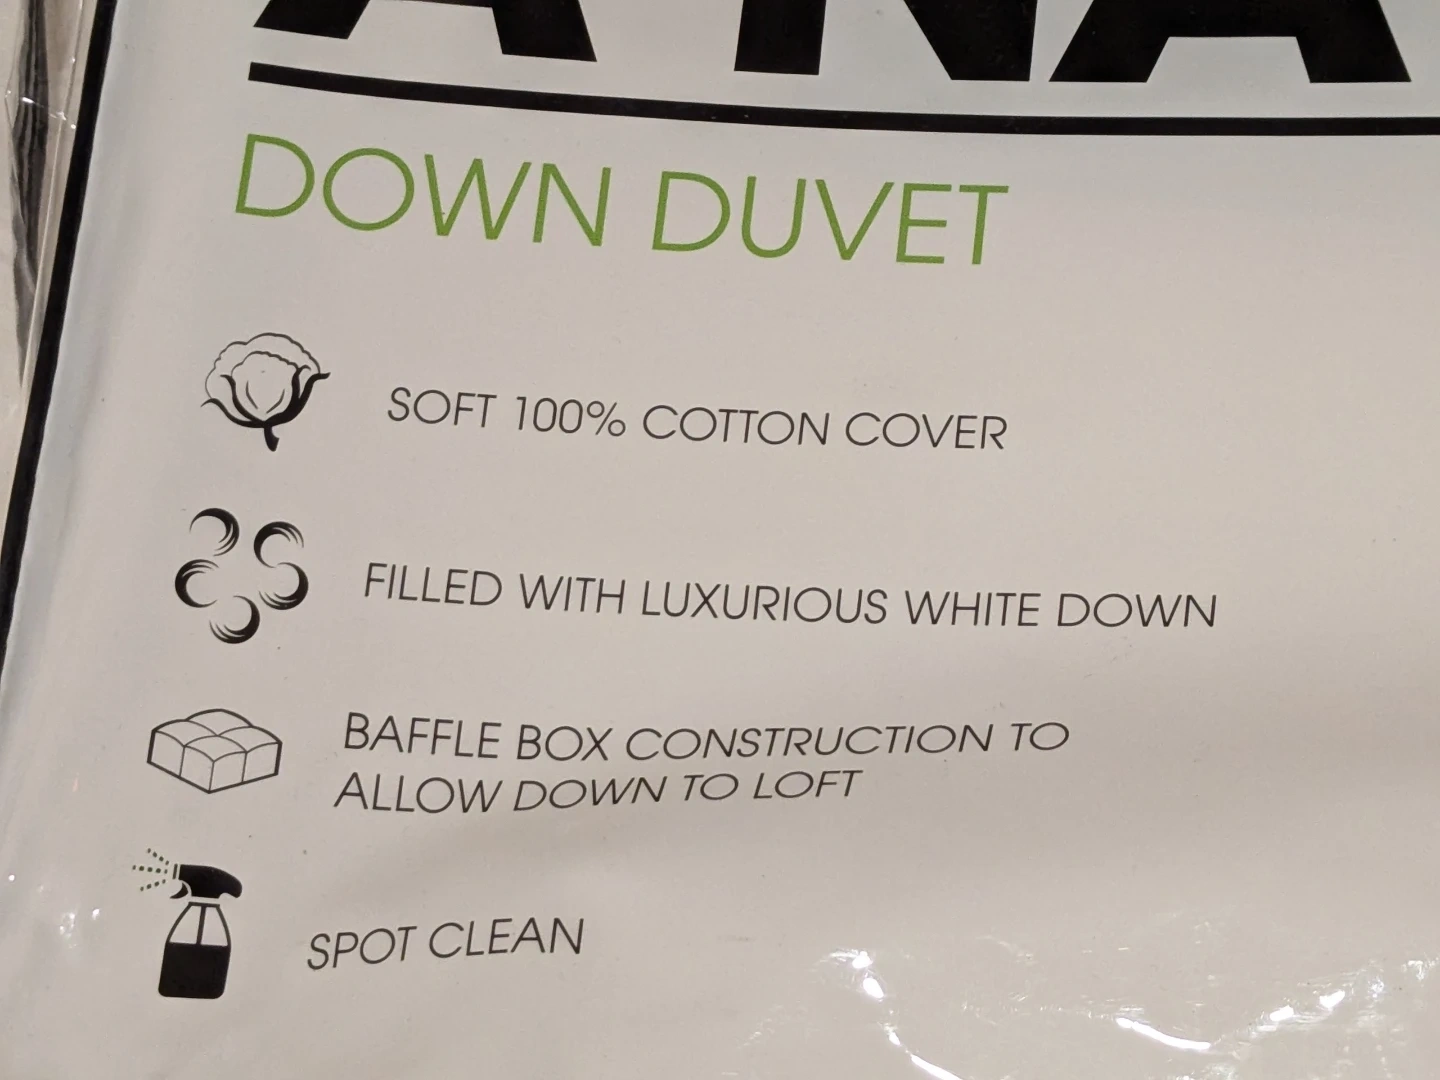 DOWN DUVET
SOFT 100% COTTON COVER
FILLED WITH LUXURIOUS WHITE DOWN
BAFFLE BOX CONSTRUCTION TO
ALLOW DOWN TO LOFT
SPOT CLEAN